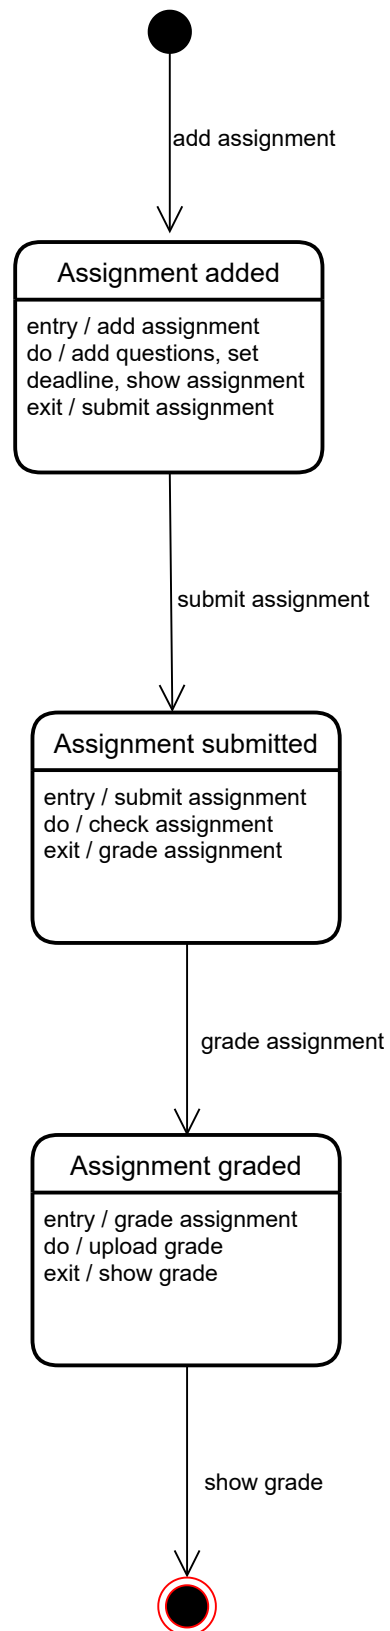 add assignment
Assignment added
entry / add assignment
do / add questions, set
deadline, show assignment
exit / submit assignment
submit assignment
Assignment submitted
entry / submit assignment
do / check assignment
exit / grade assignment
grade assignment
Assignment graded
entry / grade assignment
do / upload grade
exit / show grade
show grade